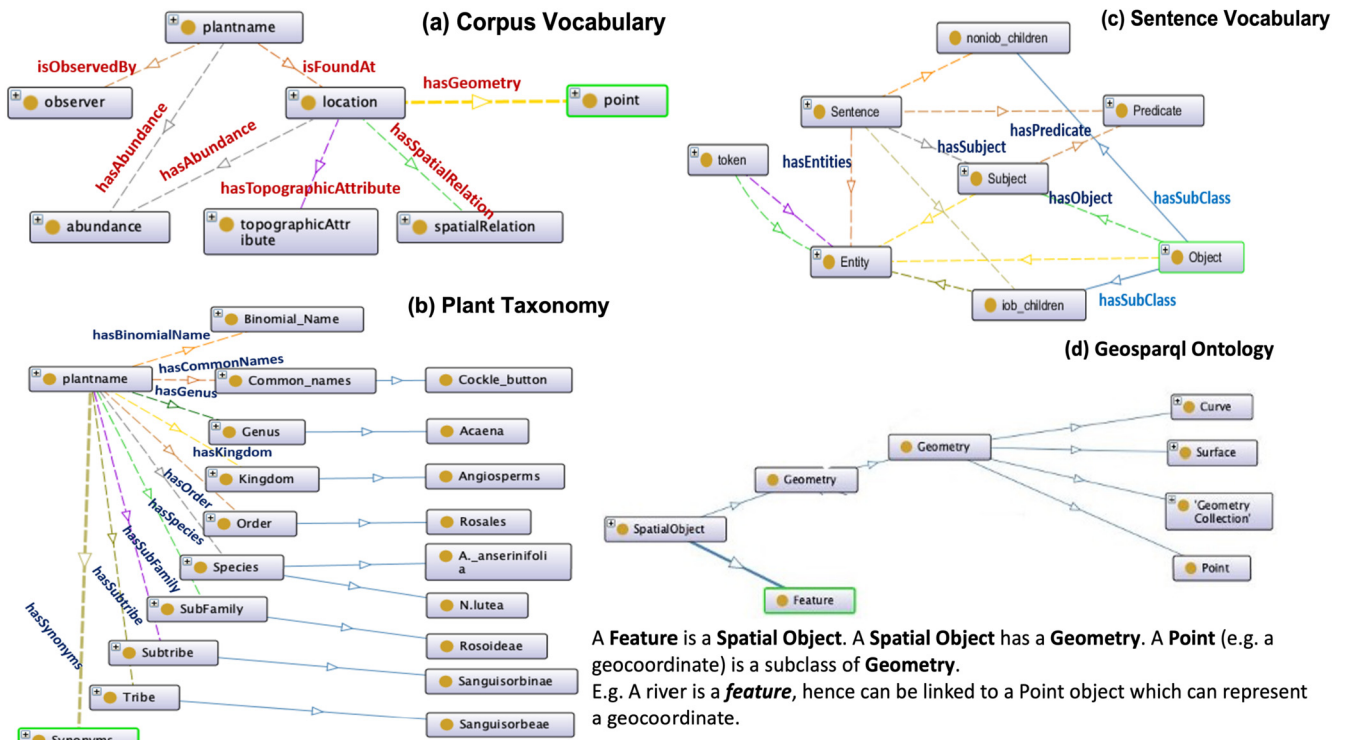 (a) Corpus Vocabulary
plantname
isObservedBy
isFoundAt
observer
location
hasGeometry
point
hasAbundance
hasAbundance
hasSpatialRelation
hasTopographicAttribute
abundance
topographicAttr
ibute
spatialRelation
(b) Plant Taxonomy
Binomial_Name
hasBinomialName
plantname
hasCommonNames
Common_names
Cockle_button
hasGenus
Genus
Acaena
hasKingdom
Kingdom
Angiosperms
hasOrder
Order
Rosales
hasSpecies
Species
A._anserinifoli
a
N.lutea
hasSubFamily
SubFamily
Rosoideae
hasSubtribe
Subtribe
Sanguisorbinae
hasSynonyms
Tribe
Sanguisorbeae
Synonyms
(c) Sentence Vocabulary
noniob_children
Sentence
Predicate
hasPredicate
hasSubject
token
hasEntities
Subject
hasObject
hasSubClass
Entity
Object
iob_children
hasSubClass
(d) Geosparql Ontology
Curve
Geometry
Surface
Geometry
'Geometry
Collection'
SpatialObject
Point
Feature
A Feature is a Spatial Object. A Spatial Object has a Geometry. A Point (e.g. a
geocoordinate) is a subclass of Geometry.
E.g. A river is a feature, hence can be linked to a Point object which can represent
a geocoordinate.